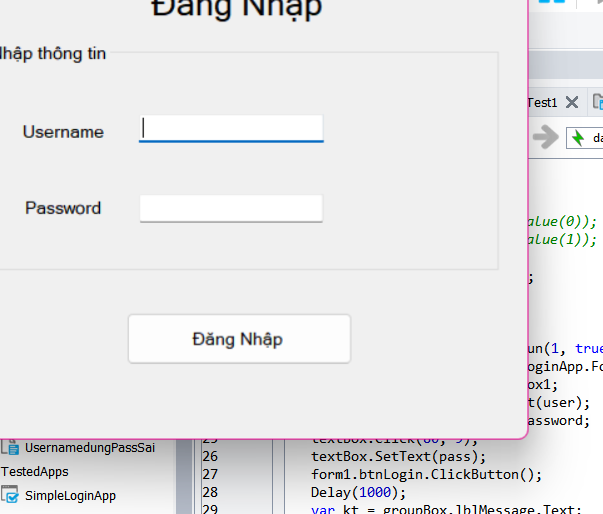 Đăng Nhập
Nhập thông tin
Username
Password
Đăng Nhập
Test1
da
alue(0));
alue(1));
;
un(1, true
oginApp.Fo
ox1;
t(user);
assword;
25 textBox.Click(60, 9);
26 textBox.SetText(pass);
27 form1.btnLogin.ClickButton();
28 Delay(1000);
29 var kt = groupBox.lblMessage.Text;
UsernamedungPassSai
TestedApps
SimpleLoginApp